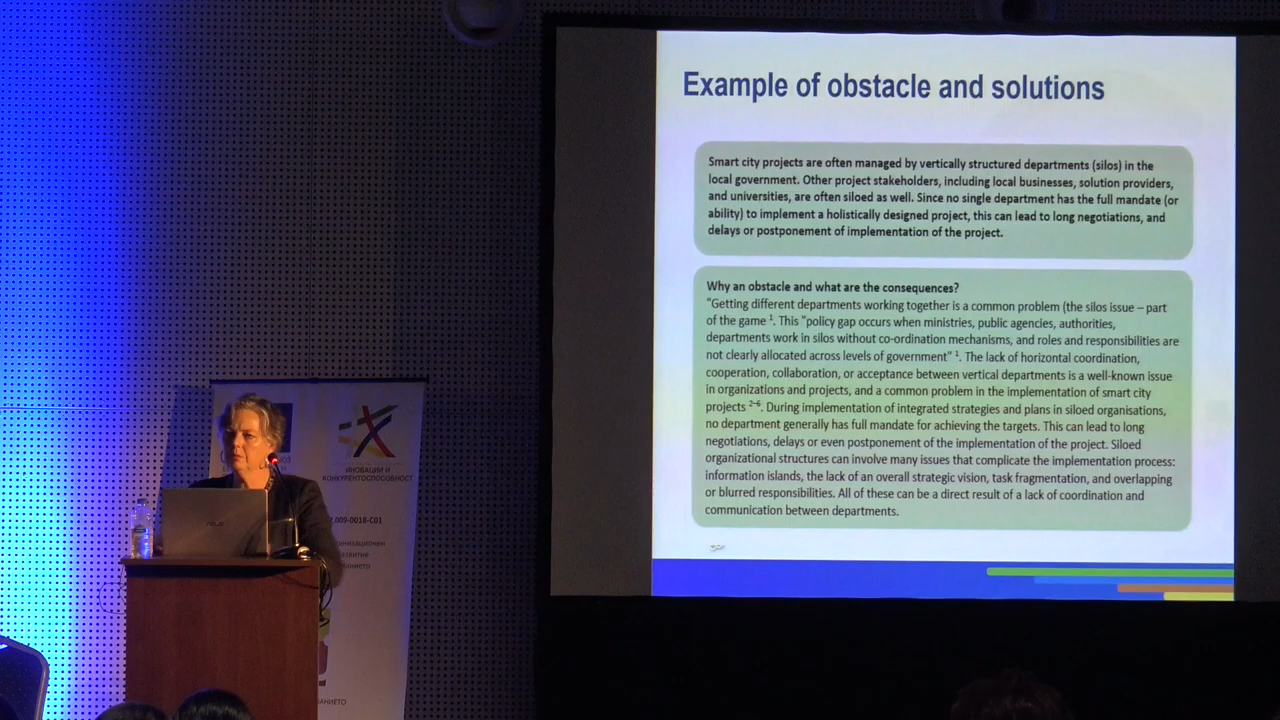 Example of obstacle and solutions
Smart city projects are often managed by vertically structured departments (silos) in the
local government. Other project stakeholders, including local businesses, solution providers,
and universities, are often siloed as well. Since no single department has the full mandate (or
ability) to implement a holistically designed project, this can lead to long negotiations, and
delays or postponement of implementation of the project.
Why an obstacle and what are the consequences?
"Getting different departments working together is a common problem (the silos issue – part
of the game ¹. This "policy gap occurs when ministries, public agencies, authorities,
departments work in silos without co-ordination mechanisms, and roles and responsibilities are
not clearly allocated across levels of government" ¹. The lack of horizontal coordination,
cooperation, collaboration, or acceptance between vertical departments is a well-known issue
in organizations and projects, and a common problem in the implementation of smart city
projects ²⁻⁶. During implementation of integrated strategies and plans in siloed organisations,
no department generally has full mandate for achieving the targets. This can lead to long
negotiations, delays or even postponement of the implementation of the project. Siloed
organizational structures can involve many issues that complicate the implementation process:
information islands, the lack of an overall strategic vision, task fragmentation, and overlapping
or blurred responsibilities. All of these can be a direct result of a lack of coordination and
communication between departments.
ИНОВАЦИИ И
КОНКУРЕНТОСПОСОБНОСТ
.009-0018-C01
ASUS